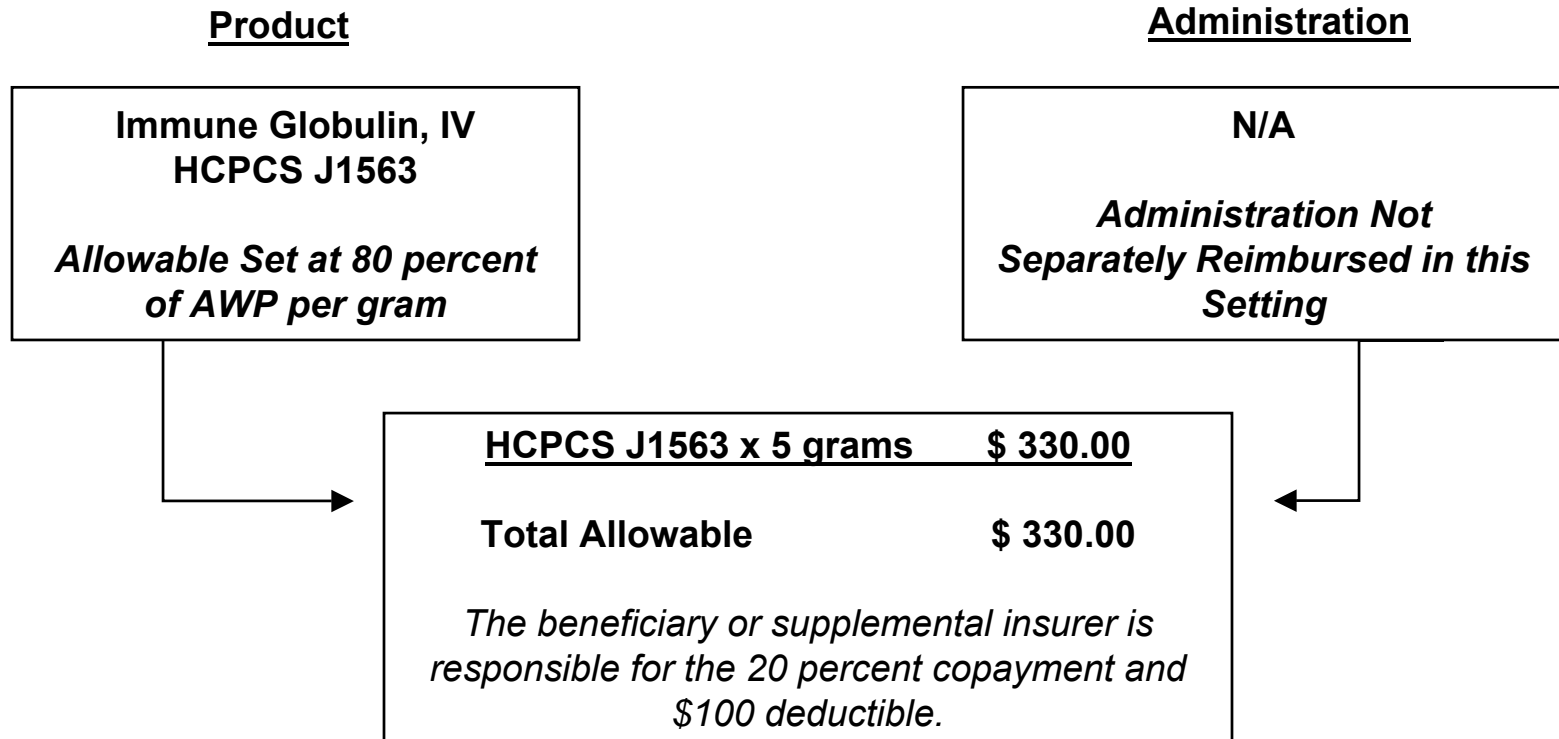 Product
Administration
Immune Globulin, IV
HCPCS J1563
Allowable Set at 80 percent
of AWP per gram
N/A
Administration Not
Separately Reimbursed in this
Setting
HCPCS J1563 x 5 grams $ 330.00
Total Allowable $ 330.00
The beneficiary or supplemental insurer is
responsible for the 20 percent copayment and
$100 deductible.